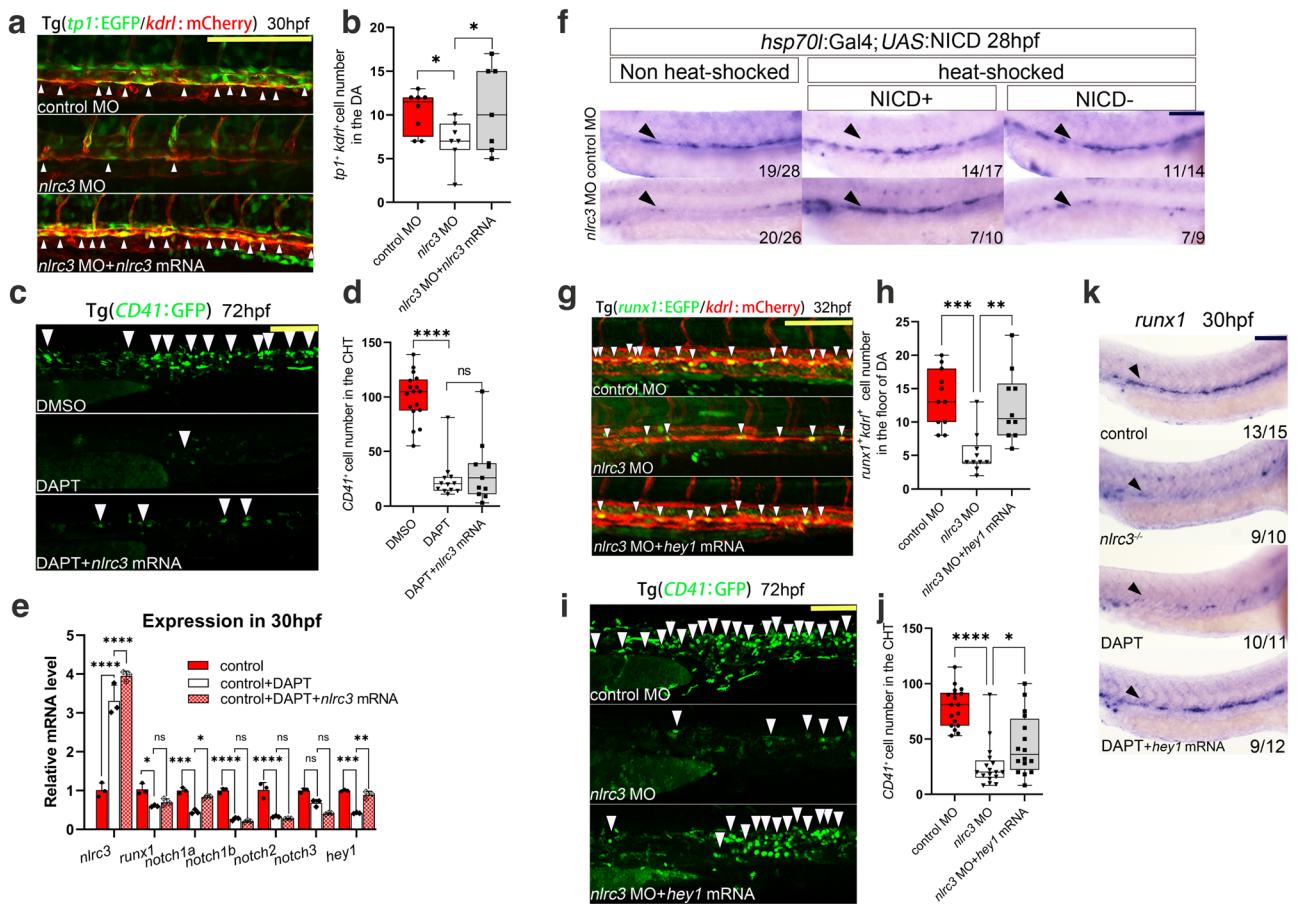 a
Tg(tp1:EGFP/kdrl:mCherry) 30hpf
control MO
nlrc3 MO
nlrc3 MO+nlrc3 mRNA
b
tp1+ kdrl+ cell number
in the DA
20
15
10
5
0
*
*
control MO
nlrc3 MO
nlrc3 MO+nlrc3 mRNA
c
Tg(CD41:GFP) 72hpf
DMSO
DAPT
DAPT+nlrc3 mRNA
d
CD41+ cell number in the CHT
150
100
50
0
****
ns
DMSO
DAPT
DAPT+nlrc3 mRNA
e
Expression in 30hpf
Relative mRNA level
5
4
3
2
1
0
control
control+DAPT
control+DAPT+nlrc3 mRNA
****
****
*
ns
***
*
****
ns
****
ns
ns
ns
***
**
nlrc3
runx1
notch1a
notch1b
notch2
notch3
hey1
f
hsp70l:Gal4;UAS:NICD 28hpf
Non heat-shocked
heat-shocked
NICD+
NICD-
control MO
19/28
14/17
11/14
nlrc3 MO
20/26
7/10
7/9
g
Tg(runx1:EGFP/kdrl:mCherry) 32hpf
control MO
nlrc3 MO
nlrc3 MO+hey1 mRNA
h
runx1+kdrl+ cell number
in the floor of DA
25
20
15
10
5
0
***
**
control MO
nlrc3 MO
nlrc3 MO+hey1 mRNA
i
Tg(CD41:GFP) 72hpf
control MO
nlrc3 MO
nlrc3 MO+hey1 mRNA
j
CD41+ cell number in the CHT
150
100
50
0
****
*
control MO
nlrc3 MO
nlrc3 MO+hey1 mRNA
k
runx1 30hpf
control
13/15
nlrc3-/-
9/10
DAPT
10/11
DAPT+hey1 mRNA
9/12